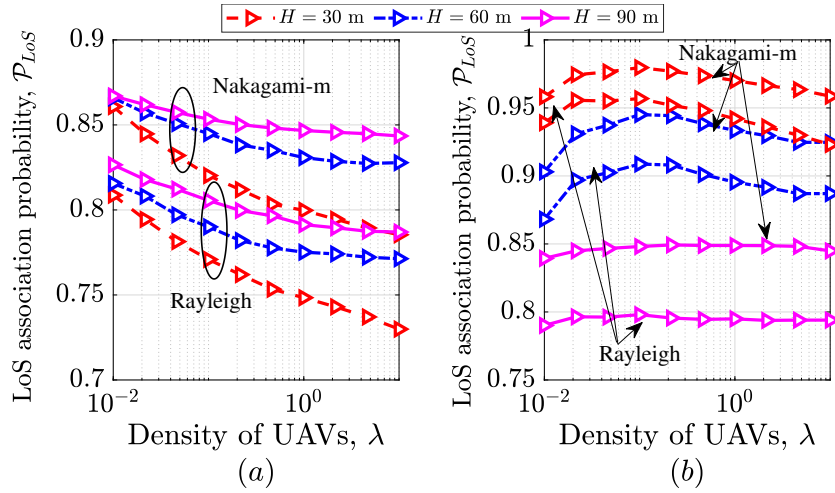 H = 30 m H = 60 m H = 90 m
LoS association probability, P_LoS
0.9
0.85
0.8
0.75
0.7
Nakagami-m
Rayleigh
10^-2 10^0
Density of UAVs, λ
(a)
LoS association probability, P_LoS
1
0.95
0.9
0.85
0.8
0.75
Nakagami-m
Rayleigh
10^-2 10^0
Density of UAVs, λ
(b)